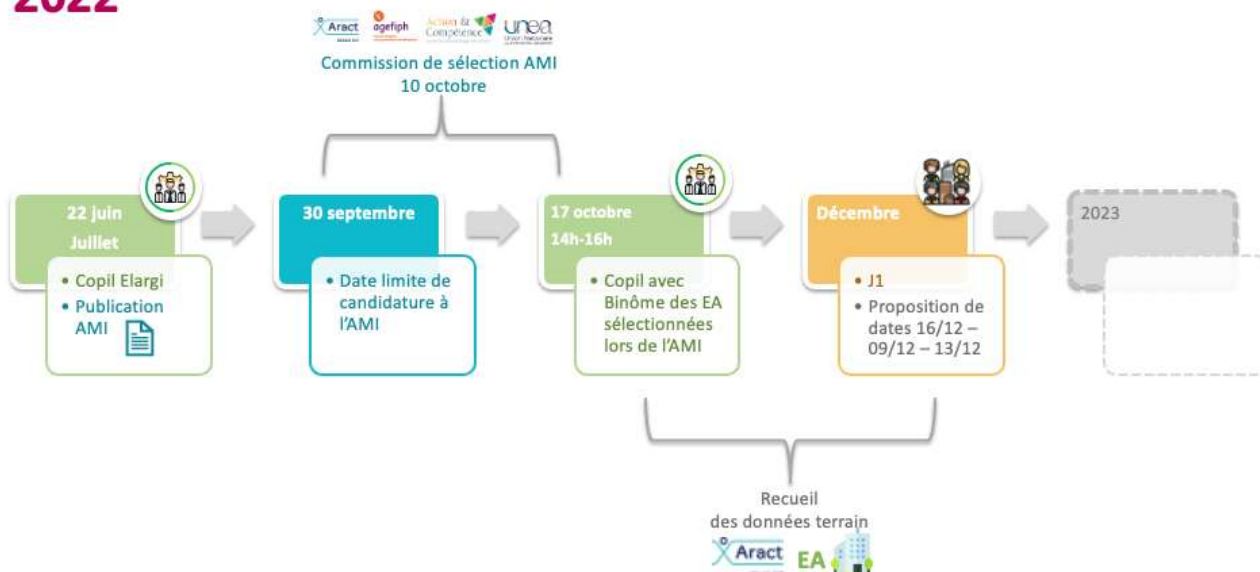 2022
Aract
agefiph
Action &
Compétence
unea
Commission de sélection AMI
10 octobre
22 juin
Juillet
• Copil Elargi
• Publication
AMI
30 septembre
• Date limite de
candidature à
l'AMI
17 octobre
14h-16h
• Copil avec
Binôme des EA
sélectionnées
lors de l'AMI
Décembre
• J1
• Proposition de
dates 16/12 –
09/12 – 13/12
2023
Recueil
des données terrain
Aract
EA